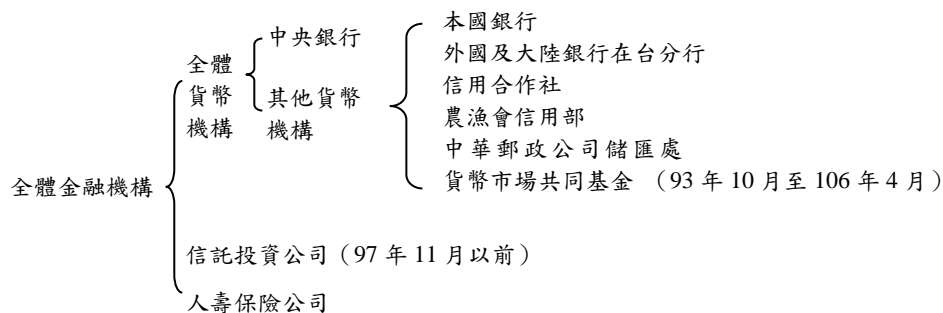 全體金融機構
全體
貨幣
機構
中央銀行
其他貨幣
機構
本國銀行
外國及大陸銀行在台分行
信用合作社
農漁會信用部
中華郵政公司儲匯處
貨幣市場共同基金 （93 年 10 月至 106 年 4 月）
信託投資公司（97 年 11 月以前）
人壽保險公司